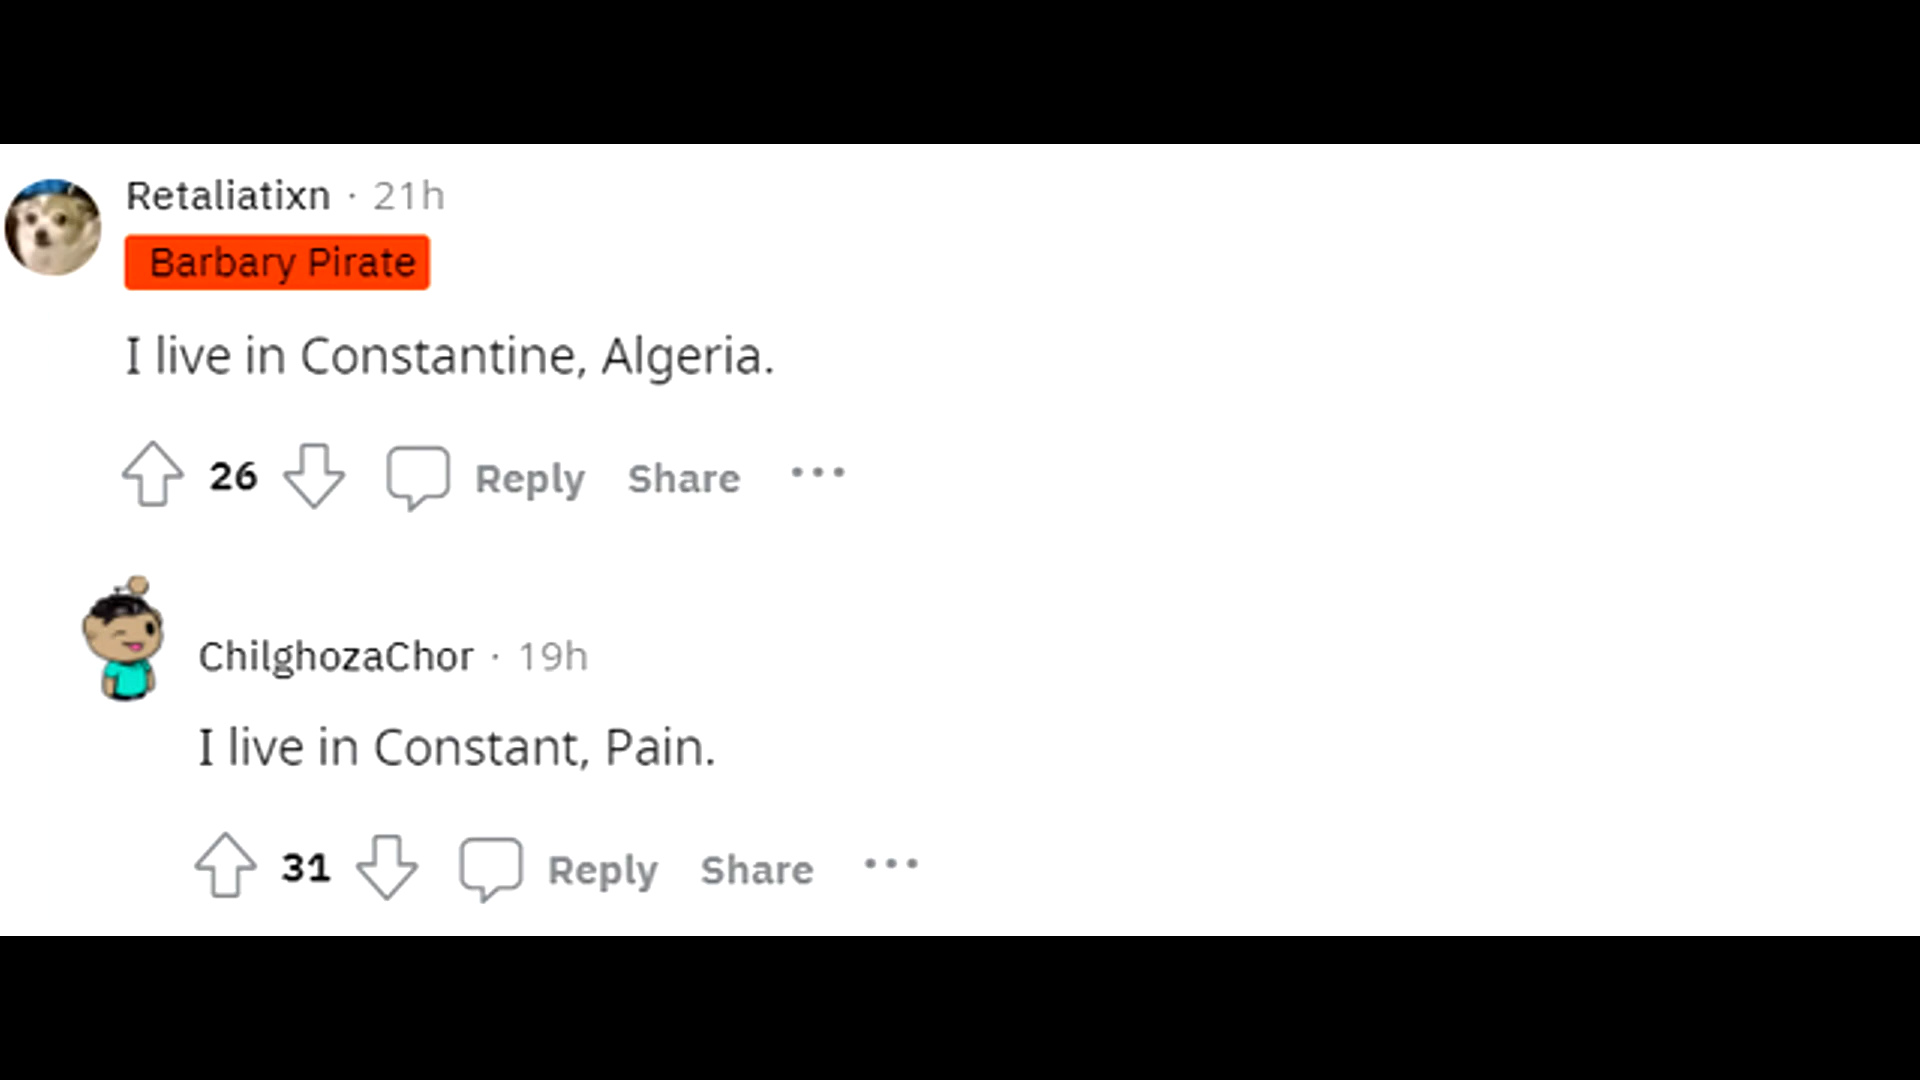 Retaliatixn · 21h
Barbary Pirate
I live in Constantine, Algeria.
26 Reply Share ...
ChilghozaChor · 19h
I live in Constant, Pain.
31 Reply Share ...